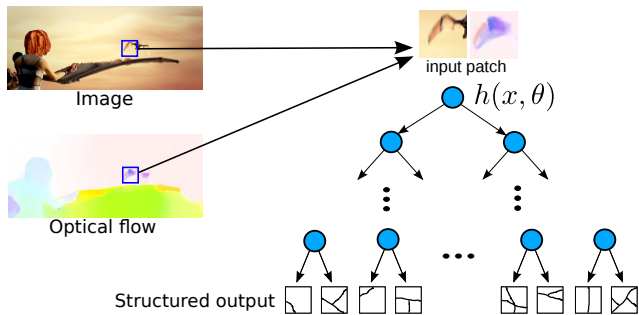 Image
input patch
h(x, θ)
Optical flow
Structured output